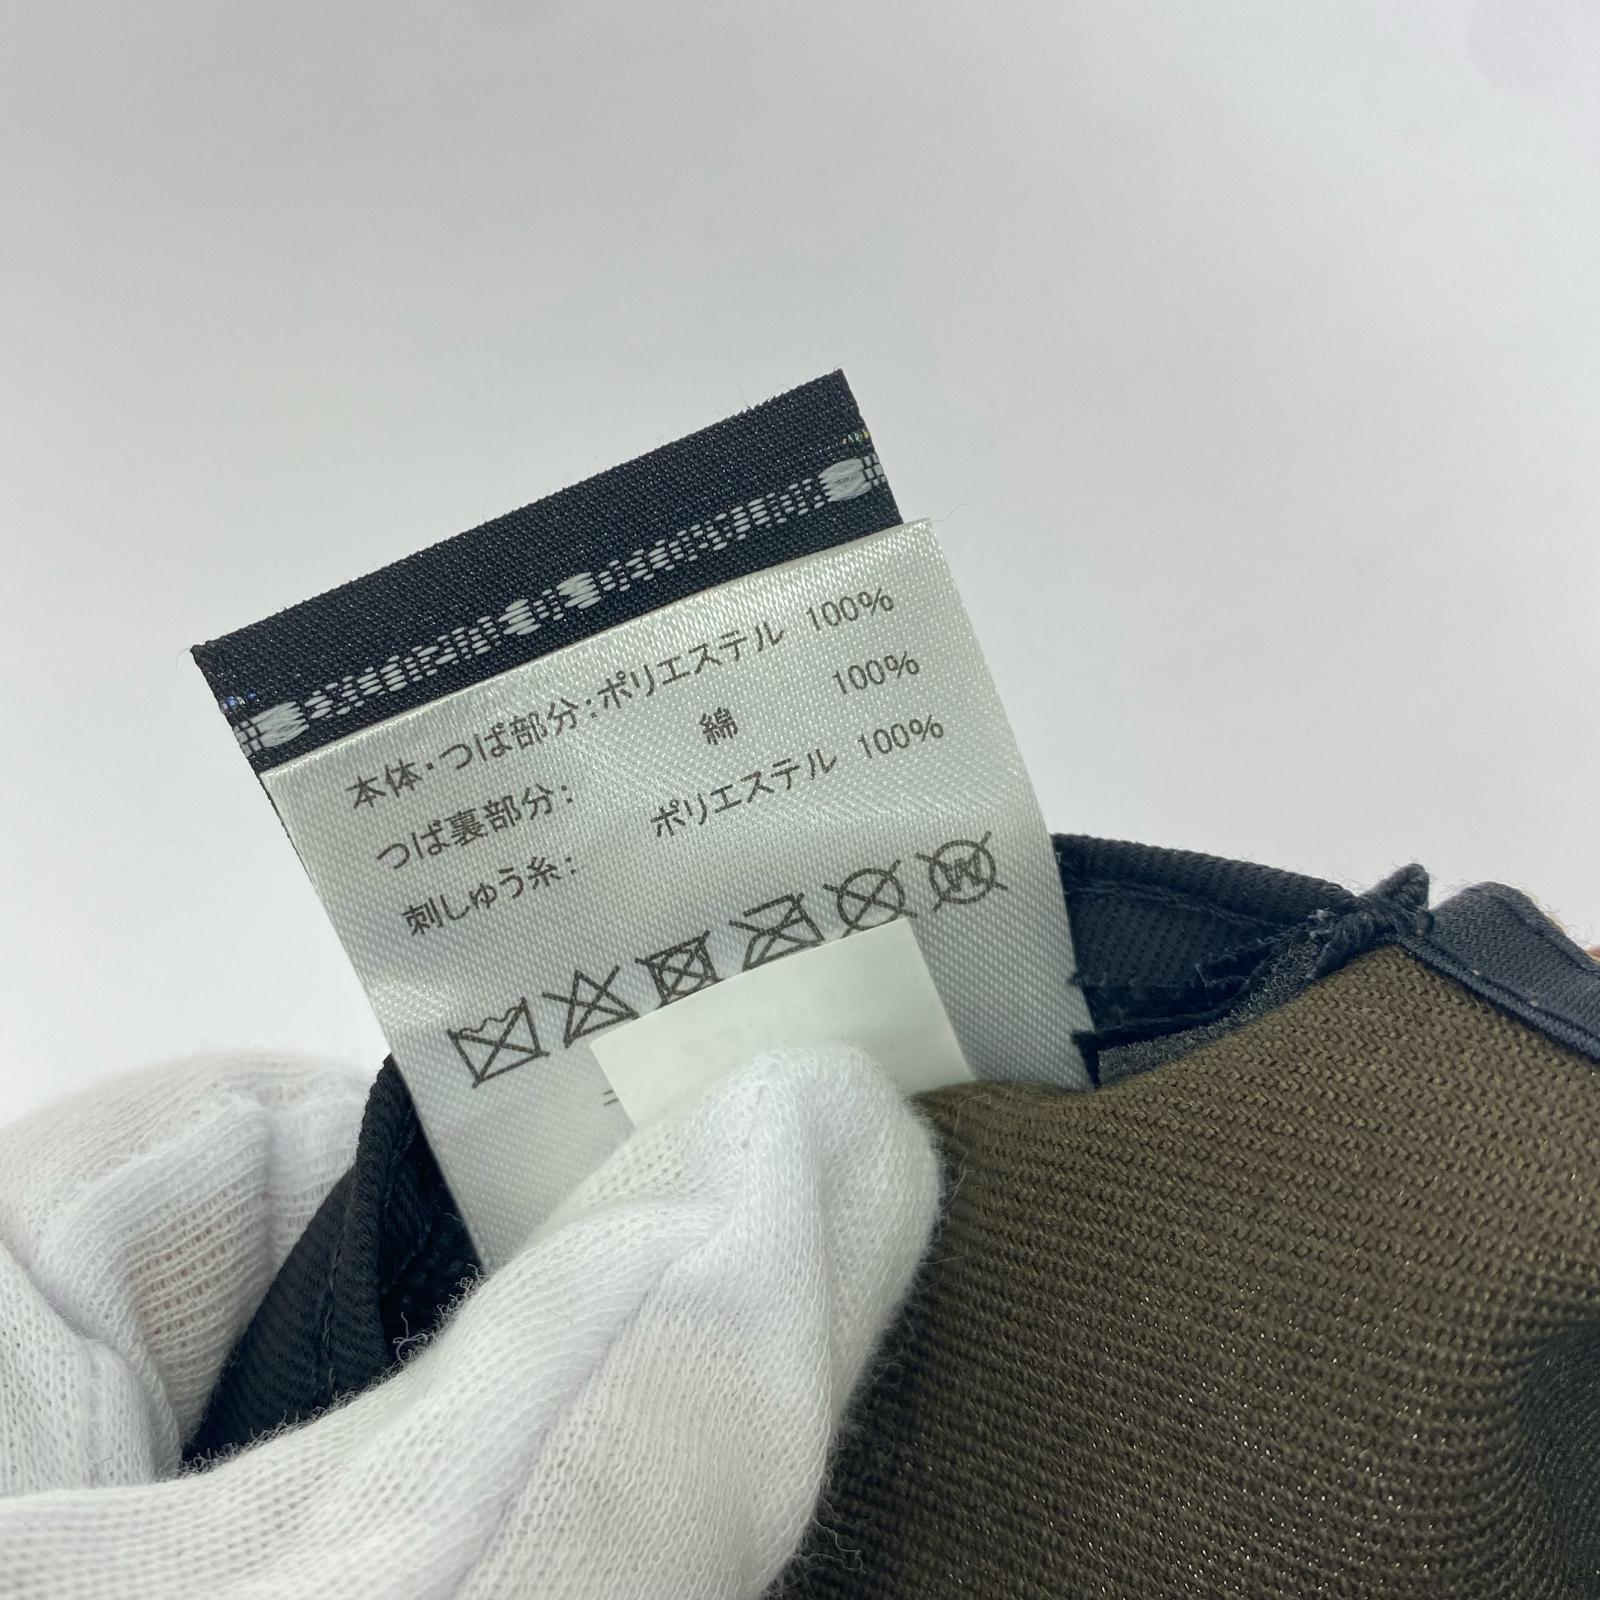 本体・つば部分:ポリエステル 100%
つば裏部分: 綿 100%
刺しゅう糸: ポリエステル 100%
W